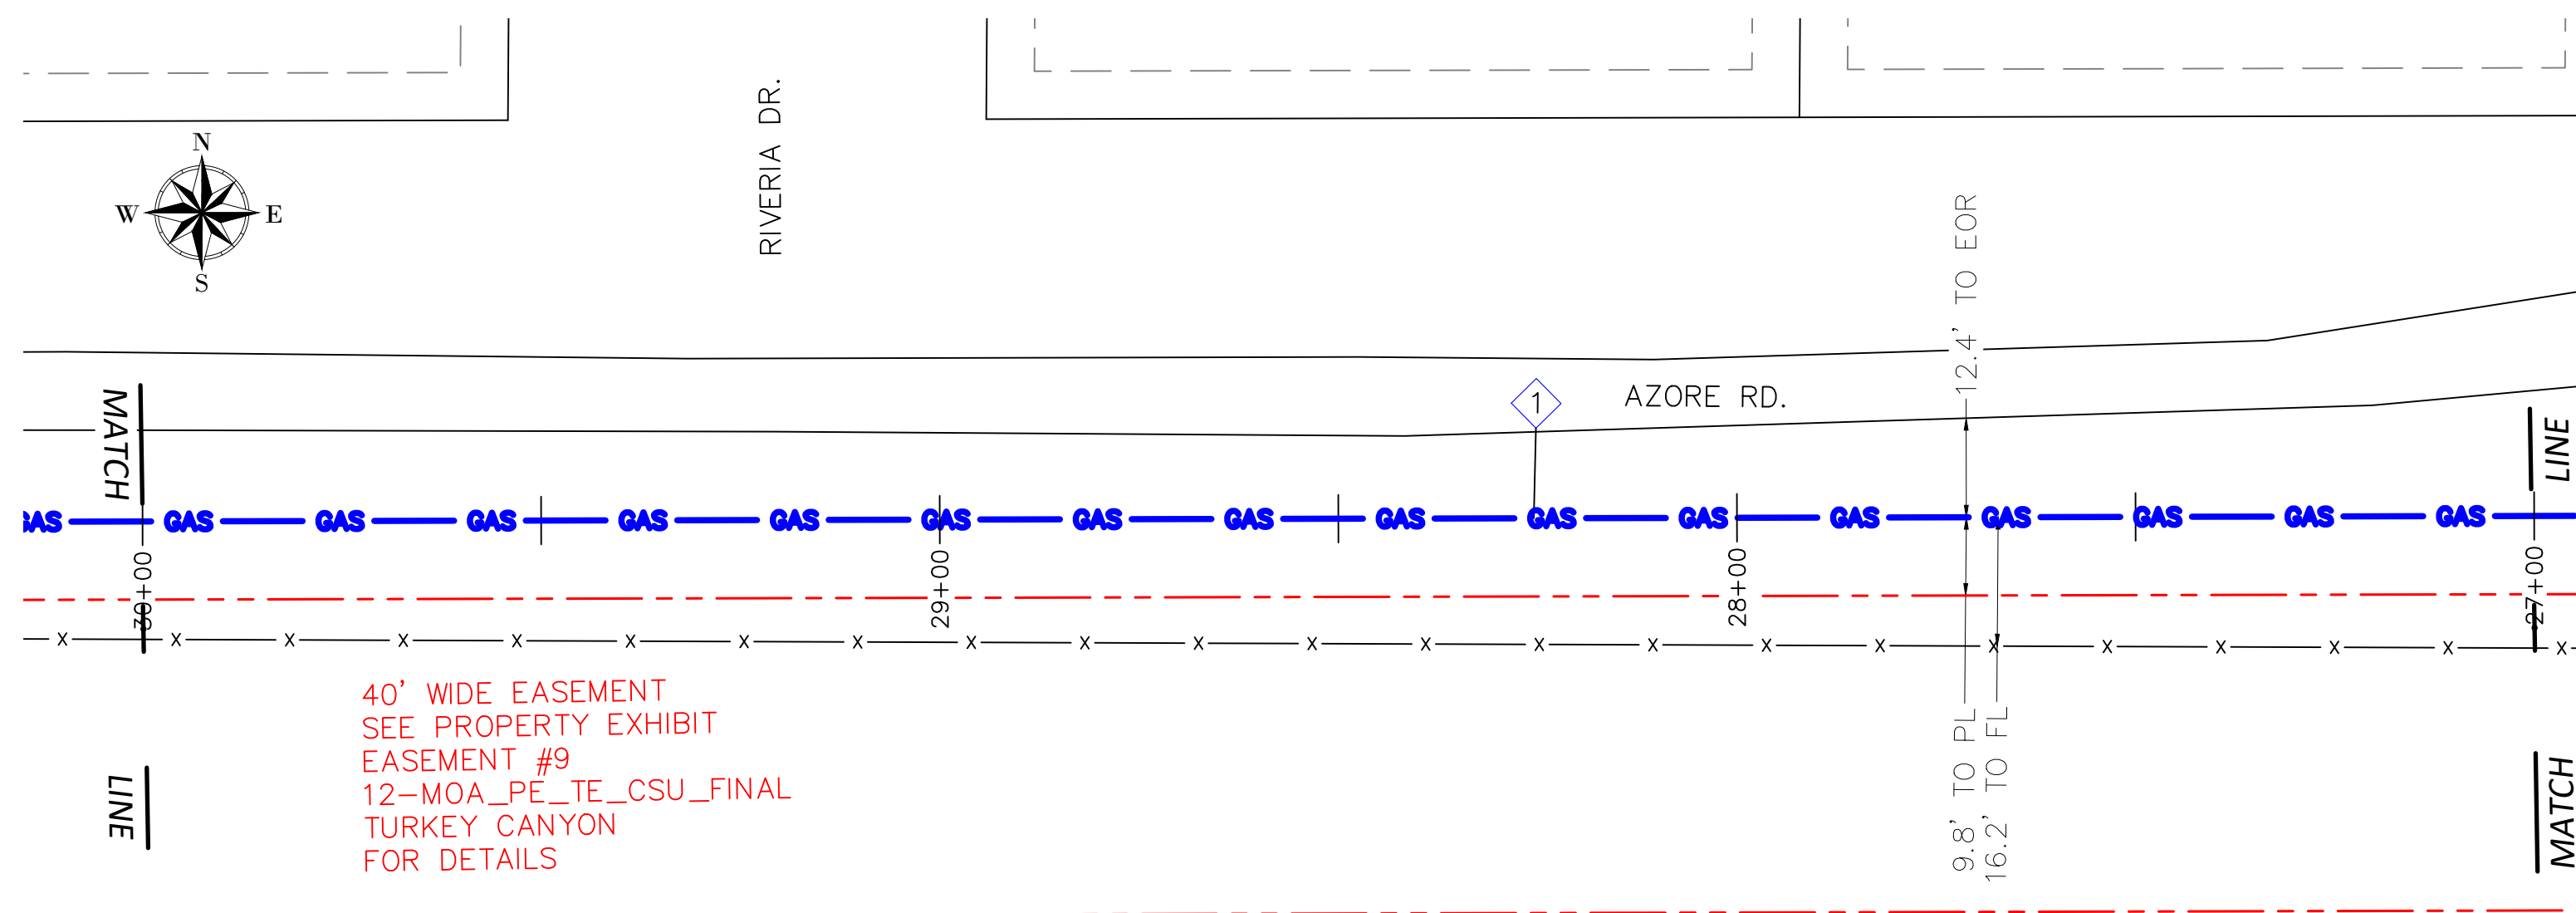 RIVERIA DR.
N
W E
S
12.4' TO EOR
MATCH
1
AZORE RD.
LINE
GAS GAS GAS GAS GAS GAS GAS GAS GAS GAS GAS GAS GAS GAS GAS GAS GAS
30+00
29+00
28+00
27+00
X X X X X X X X X X X X X X X X X X X X X X X
40' WIDE EASEMENT
SEE PROPERTY EXHIBIT
EASEMENT #9
12-MOA_PE_TE_CSU_FINAL
TURKEY CANYON
FOR DETAILS
LINE
9.8' TO PL
16.2' TO FL
MATCH